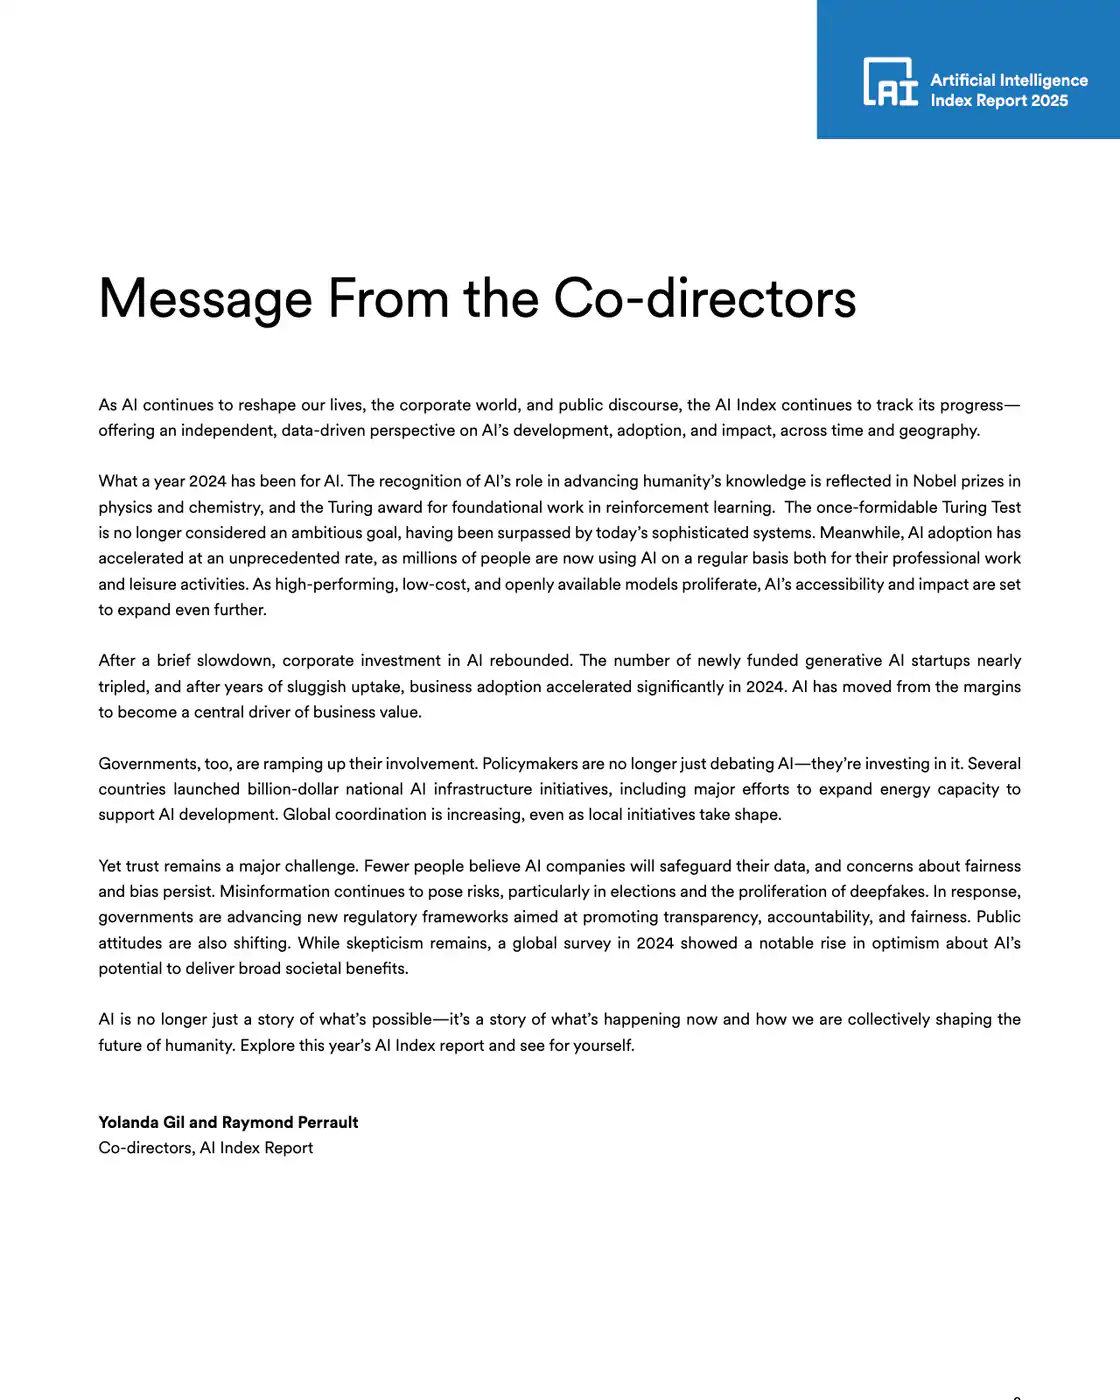 AI
Artificial Intelligence
Index Report 2025
Message From the Co-directors
As AI continues to reshape our lives, the corporate world, and public discourse, the AI Index continues to track its progress—
offering an independent, data-driven perspective on AI’s development, adoption, and impact, across time and geography.
What a year 2024 has been for AI. The recognition of AI’s role in advancing humanity’s knowledge is reflected in Nobel prizes in
physics and chemistry, and the Turing award for foundational work in reinforcement learning.  The once-formidable Turing Test
is no longer considered an ambitious goal, having been surpassed by today’s sophisticated systems. Meanwhile, AI adoption has
accelerated at an unprecedented rate, as millions of people are now using AI on a regular basis both for their professional work
and leisure activities. As high-performing, low-cost, and openly available models proliferate, AI’s accessibility and impact are set
to expand even further.
After a brief slowdown, corporate investment in AI rebounded. The number of newly funded generative AI startups nearly
tripled, and after years of sluggish uptake, business adoption accelerated significantly in 2024. AI has moved from the margins
to become a central driver of business value.
Governments, too, are ramping up their involvement. Policymakers are no longer just debating AI—they’re investing in it. Several
countries launched billion-dollar national AI infrastructure initiatives, including major efforts to expand energy capacity to
support AI development. Global coordination is increasing, even as local initiatives take shape.
Yet trust remains a major challenge. Fewer people believe AI companies will safeguard their data, and concerns about fairness
and bias persist. Misinformation continues to pose risks, particularly in elections and the proliferation of deepfakes. In response,
governments are advancing new regulatory frameworks aimed at promoting transparency, accountability, and fairness. Public
attitudes are also shifting. While skepticism remains, a global survey in 2024 showed a notable rise in optimism about AI’s
potential to deliver broad societal benefits.
AI is no longer just a story of what’s possible—it’s a story of what’s happening now and how we are collectively shaping the
future of humanity. Explore this year’s AI Index report and see for yourself.
Yolanda Gil and Raymond Perrault
Co-directors, AI Index Report